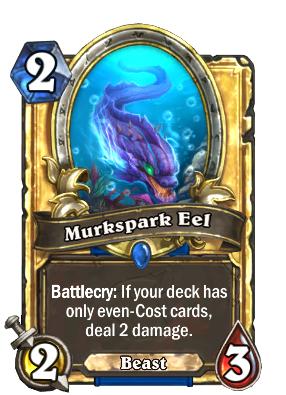 2
Murkspark Eel
Battlecry: If your deck has
only even-Cost cards,
deal 2 damage.
2
Beast
3